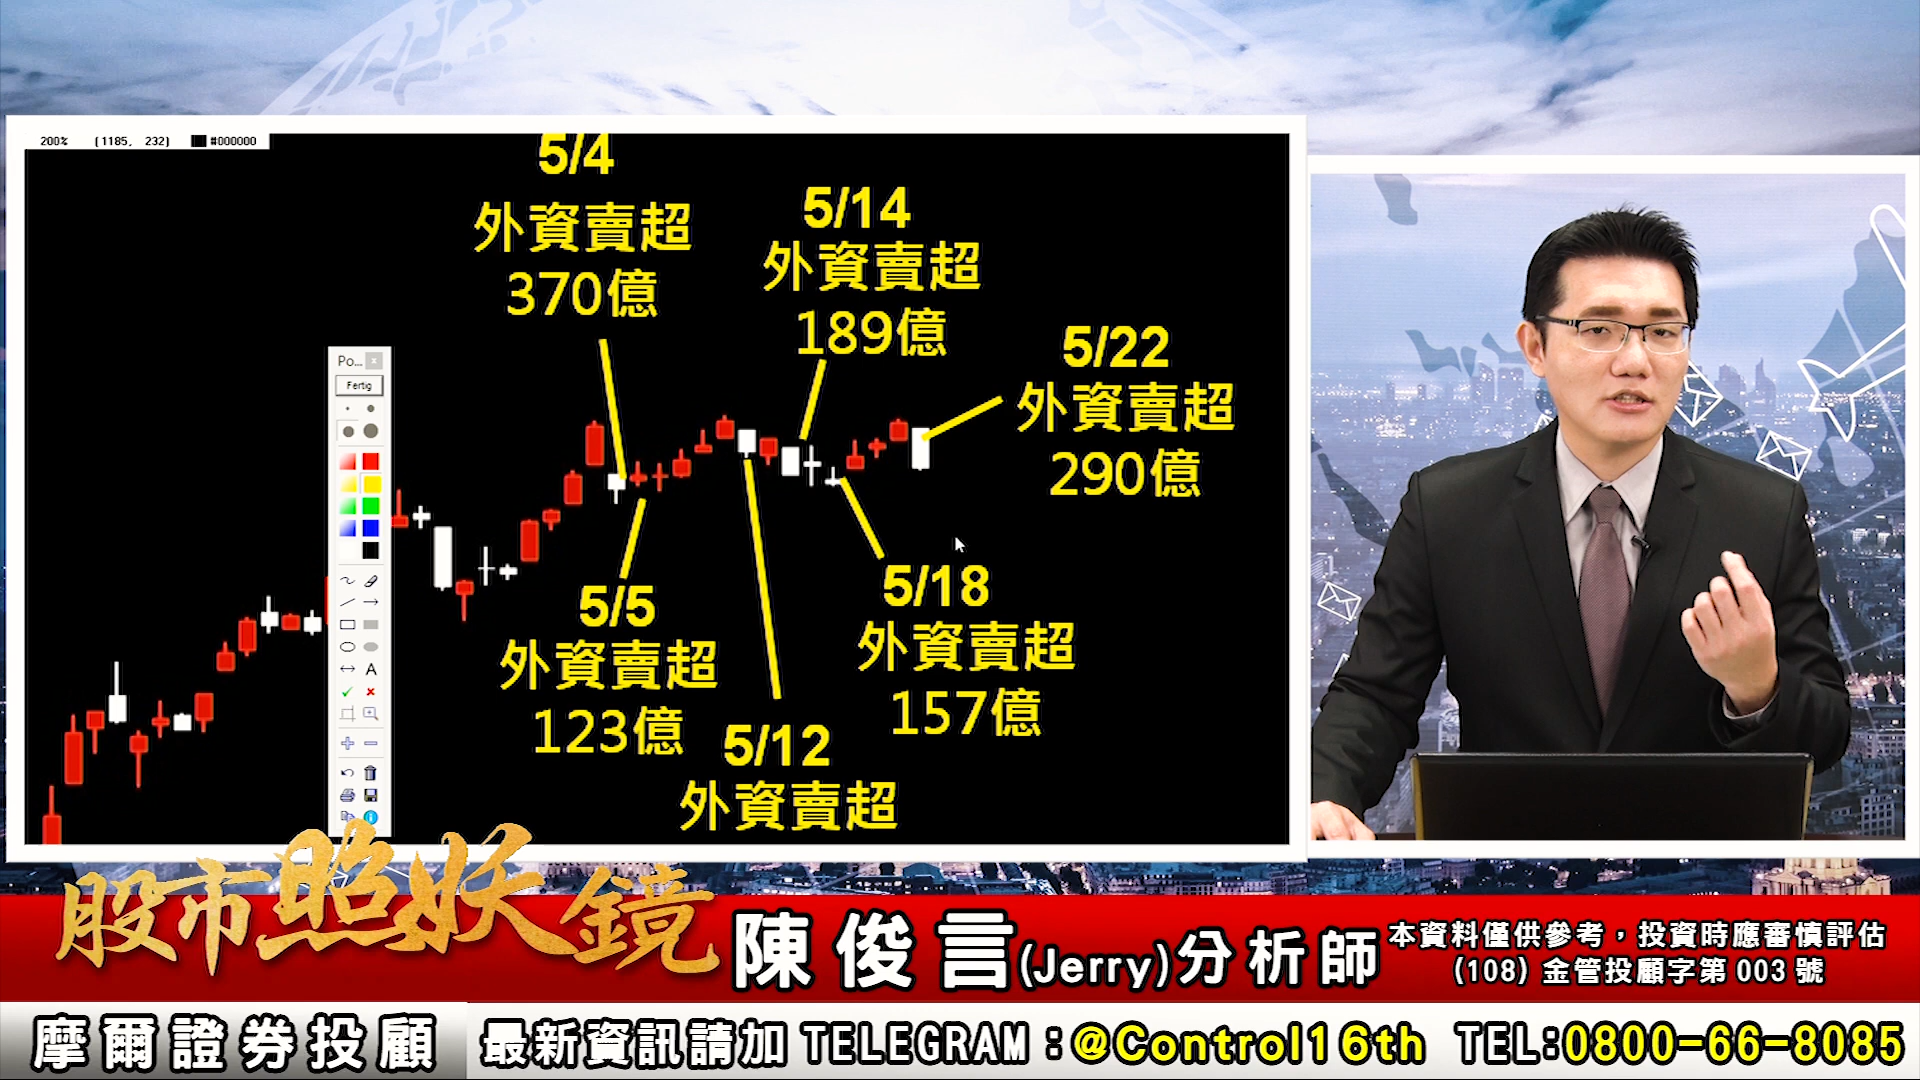 200% (1185, 232) #000000
5/4
外資賣超
370億
5/14
外資賣超
189億
5/22
外資賣超
290億
Po...
Fertig
A
5/5
外資賣超
123億
5/12
外資賣超
5/18
外資賣超
157億
股市照妖鏡
陳俊言(Jerry)分析師
本資料僅供參考，投資時應審慎評估
(108) 金管投顧字第 003 號
摩爾證券投顧
最新資訊請加 TELEGRAM：@Control16th TEL:0800-66-8085